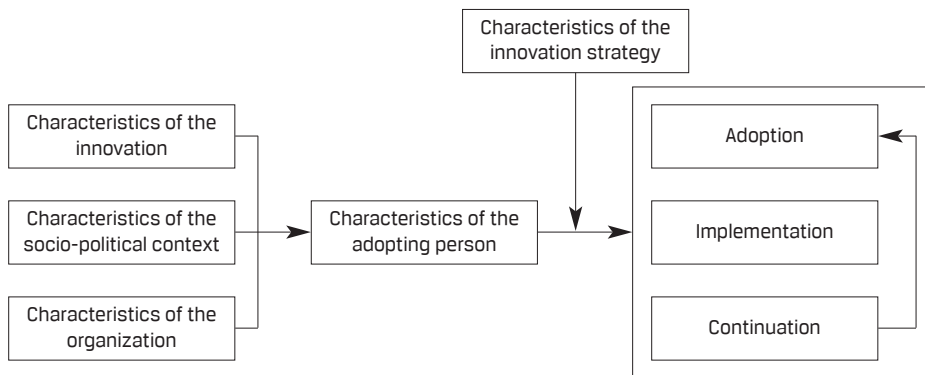 Characteristics of the
innovation strategy
Characteristics of the
innovation
Adoption
Characteristics of the
socio-political context
Characteristics of the
adopting person
Implementation
Characteristics of the
organization
Continuation